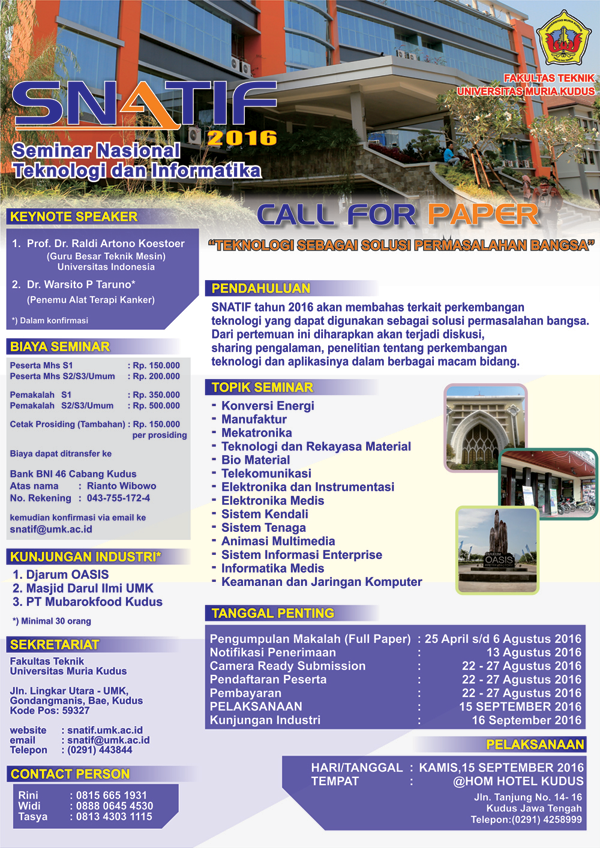 FAKULTAS TEKNIK
UNIVERSITAS MURIA KUDUS
SNATIF
2016
Seminar Nasional
Teknologi dan Informatika
CALL FOR PAPER
"TEKNOLOGI SEBAGAI SOLUSI PERMASALAHAN BANGSA"
KEYNOTE SPEAKER
1. Prof. Dr. Raldi Artono Koestoer
(Guru Besar Teknik Mesin)
Universitas Indonesia
2. Dr. Warsito P Taruno*
(Penemu Alat Terapi Kanker)
*) Dalam konfirmasi
BIAYA SEMINAR
Peserta Mhs S1 : Rp. 150.000
Peserta Mhs S2/S3/Umum : Rp. 200.000
Pemakalah S1 : Rp. 350.000
Pemakalah S2/S3/Umum : Rp. 500.000
Cetak Prosiding (Tambahan) : Rp. 150.000
per prosiding
Biaya dapat ditransfer ke
Bank BNI 46 Cabang Kudus
Atas nama : Rianto Wibowo
No. Rekening : 043-755-172-4
kemudian konfirmasi via email ke
snatif@umk.ac.id
KUNJUNGAN INDUSTRI*
1. Djarum OASIS
2. Masjid Darul Ilmi UMK
3. PT Mubarokfood Kudus
*) Minimal 30 orang
SEKRETARIAT
Fakultas Teknik
Universitas Muria Kudus
Jln. Lingkar Utara - UMK,
Gondangmanis, Bae, Kudus
Kode Pos: 59327
website : snatif.umk.ac.id
email : snatif@umk.ac.id
Telepon : (0291) 443844
CONTACT PERSON
Rini : 0815 665 1931
Widi : 0888 0645 4530
Tasya : 0813 4303 1115
PENDAHULUAN
SNATIF tahun 2016 akan membahas terkait perkembangan
teknologi yang dapat digunakan sebagai solusi permasalahan bangsa.
Dari pertemuan ini diharapkan akan terjadi diskusi,
sharing pengalaman, penelitian tentang perkembangan
teknologi dan aplikasinya dalam berbagai macam bidang.
TOPIK SEMINAR
- Konversi Energi
- Manufaktur
- Mekatronika
- Teknologi dan Rekayasa Material
- Bio Material
- Telekomunikasi
- Elektronika dan Instrumentasi
- Elektronika Medis
- Sistem Kendali
- Sistem Tenaga
- Animasi Multimedia
- Sistem Informasi Enterprise
- Informatika Medis
- Keamanan dan Jaringan Komputer
OASIS
TANGGAL PENTING
Pengumpulan Makalah (Full Paper) : 25 April s/d 6 Agustus 2016
Notifikasi Penerimaan : 13 Agustus 2016
Camera Ready Submission : 22 - 27 Agustus 2016
Pendaftaran Peserta : 22 - 27 Agustus 2016
Pembayaran : 22 - 27 Agustus 2016
PELAKSANAAN : 15 SEPTEMBER 2016
Kunjungan Industri : 16 September 2016
PELAKSANAAN
HARI/TANGGAL : KAMIS,15 SEPTEMBER 2016
TEMPAT : @HOM HOTEL KUDUS
Jln. Tanjung No. 14- 16
Kudus Jawa Tengah
Telepon:(0291) 4258999